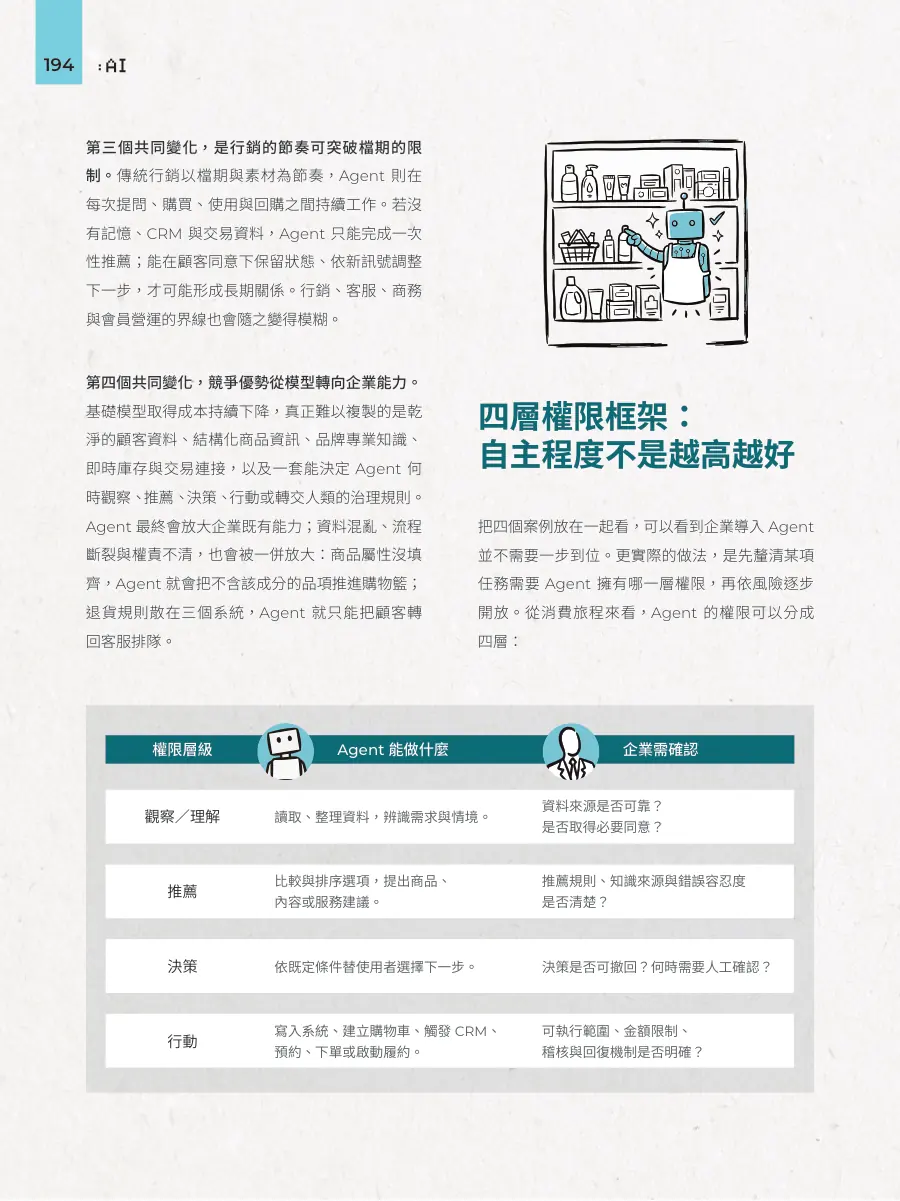 194
:AI
第三個共同變化，是行銷的節奏可突破檔期的限
制。傳統行銷以檔期與素材為節奏，Agent 則在
每次提問、購買、使用與回購之間持續工作。若沒
有記憶、CRM 與交易資料，Agent 只能完成一次
性推薦；能在顧客同意下保留狀態、依新訊號調整
下一步，才可能形成長期關係。行銷、客服、商務
與會員營運的界線也會隨之變得模糊。
第四個共同變化，競爭優勢從模型轉向企業能力。
基礎模型取得成本持續下降，真正難以複製的是乾
淨的顧客資料、結構化商品資訊、品牌專業知識、
即時庫存與交易連接，以及一套能決定 Agent 何
時觀察、推薦、決策、行動或轉交人類的治理規則。
Agent 最終會放大企業既有能力；資料混亂、流程
斷裂與權責不清，也會被一併放大：商品屬性沒填
齊，Agent 就會把不含該成分的品項推進購物籃；
退貨規則散在三個系統，Agent 就只能把顧客轉
回客服排隊。
四層權限框架：
自主程度不是越高越好
把四個案例放在一起看，可以看到企業導入 Agent
並不需要一步到位。更實際的做法，是先釐清某項
任務需要 Agent 擁有哪一層權限，再依風險逐步
開放。從消費旅程來看，Agent 的權限可以分成
四層：
權限層級 Agent 能做什麼 企業需確認
觀察／理解
讀取、整理資料，辨識需求與情境。
資料來源是否可靠？
是否取得必要同意？
推薦
比較與排序選項，提出商品、
內容或服務建議。
推薦規則、知識來源與錯誤容忍度
是否清楚？
決策
依既定條件替使用者選擇下一步。
決策是否可撤回？何時需要人工確認？
行動
寫入系統、建立購物車、觸發 CRM、
預約、下單或啟動履約。
可執行範圍、金額限制、
稽核與回復機制是否明確？